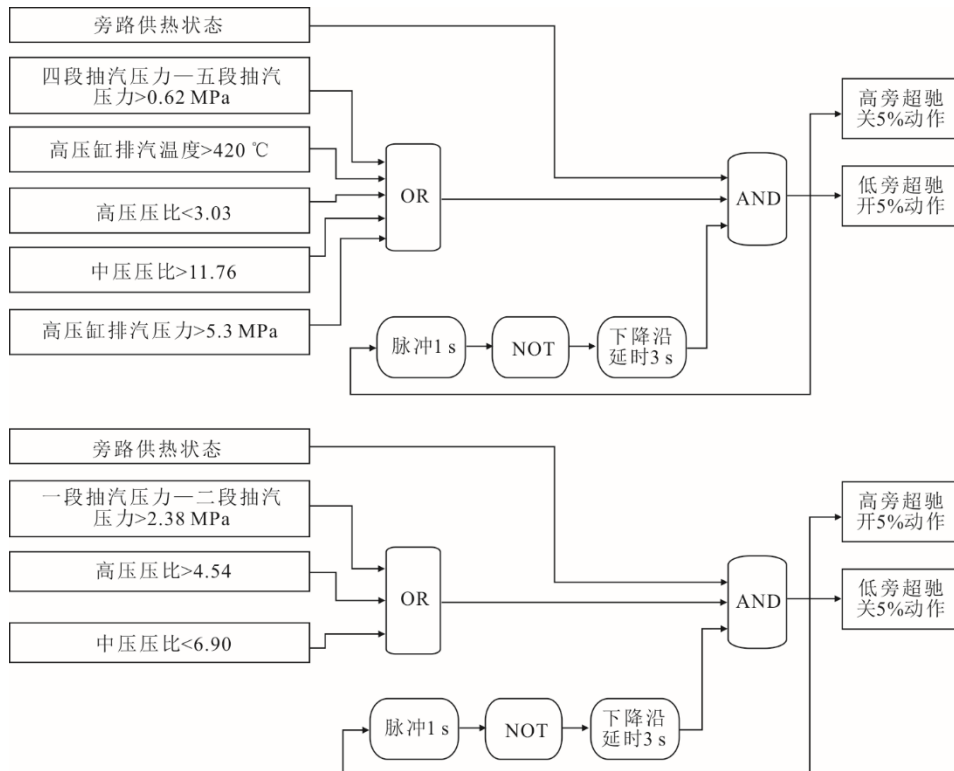 旁路供热状态
四段抽汽压力—五段抽汽
压力>0.62 MPa
高压缸排汽温度>420 ℃
高压压比<3.03
中压压比>11.76
高压缸排汽压力>5.3 MPa
OR
AND
脉冲1 s
NOT
下降沿
延时3 s
高旁超驰
关5%动作
低旁超驰
开5%动作
旁路供热状态
一段抽汽压力—二段抽汽
压力>2.38 MPa
高压压比>4.54
中压压比<6.90
OR
AND
脉冲1 s
NOT
下降沿
延时3 s
高旁超驰
开5%动作
低旁超驰
关5%动作